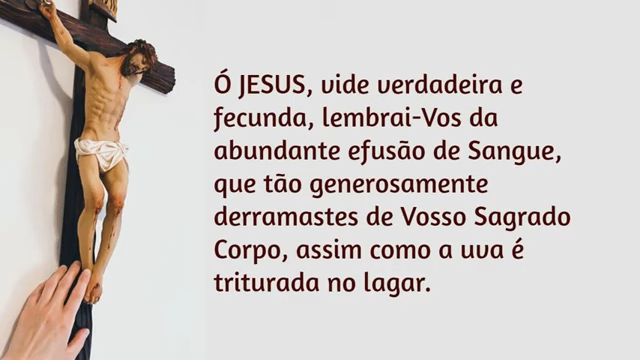 Ó JESUS, vide verdadeira e
fecunda, lembrai-Vos da
abundante efusão de Sangue,
que tão generosamente
derramastes de Vosso Sagrado
Corpo, assim como a uva é
triturada no lagar.